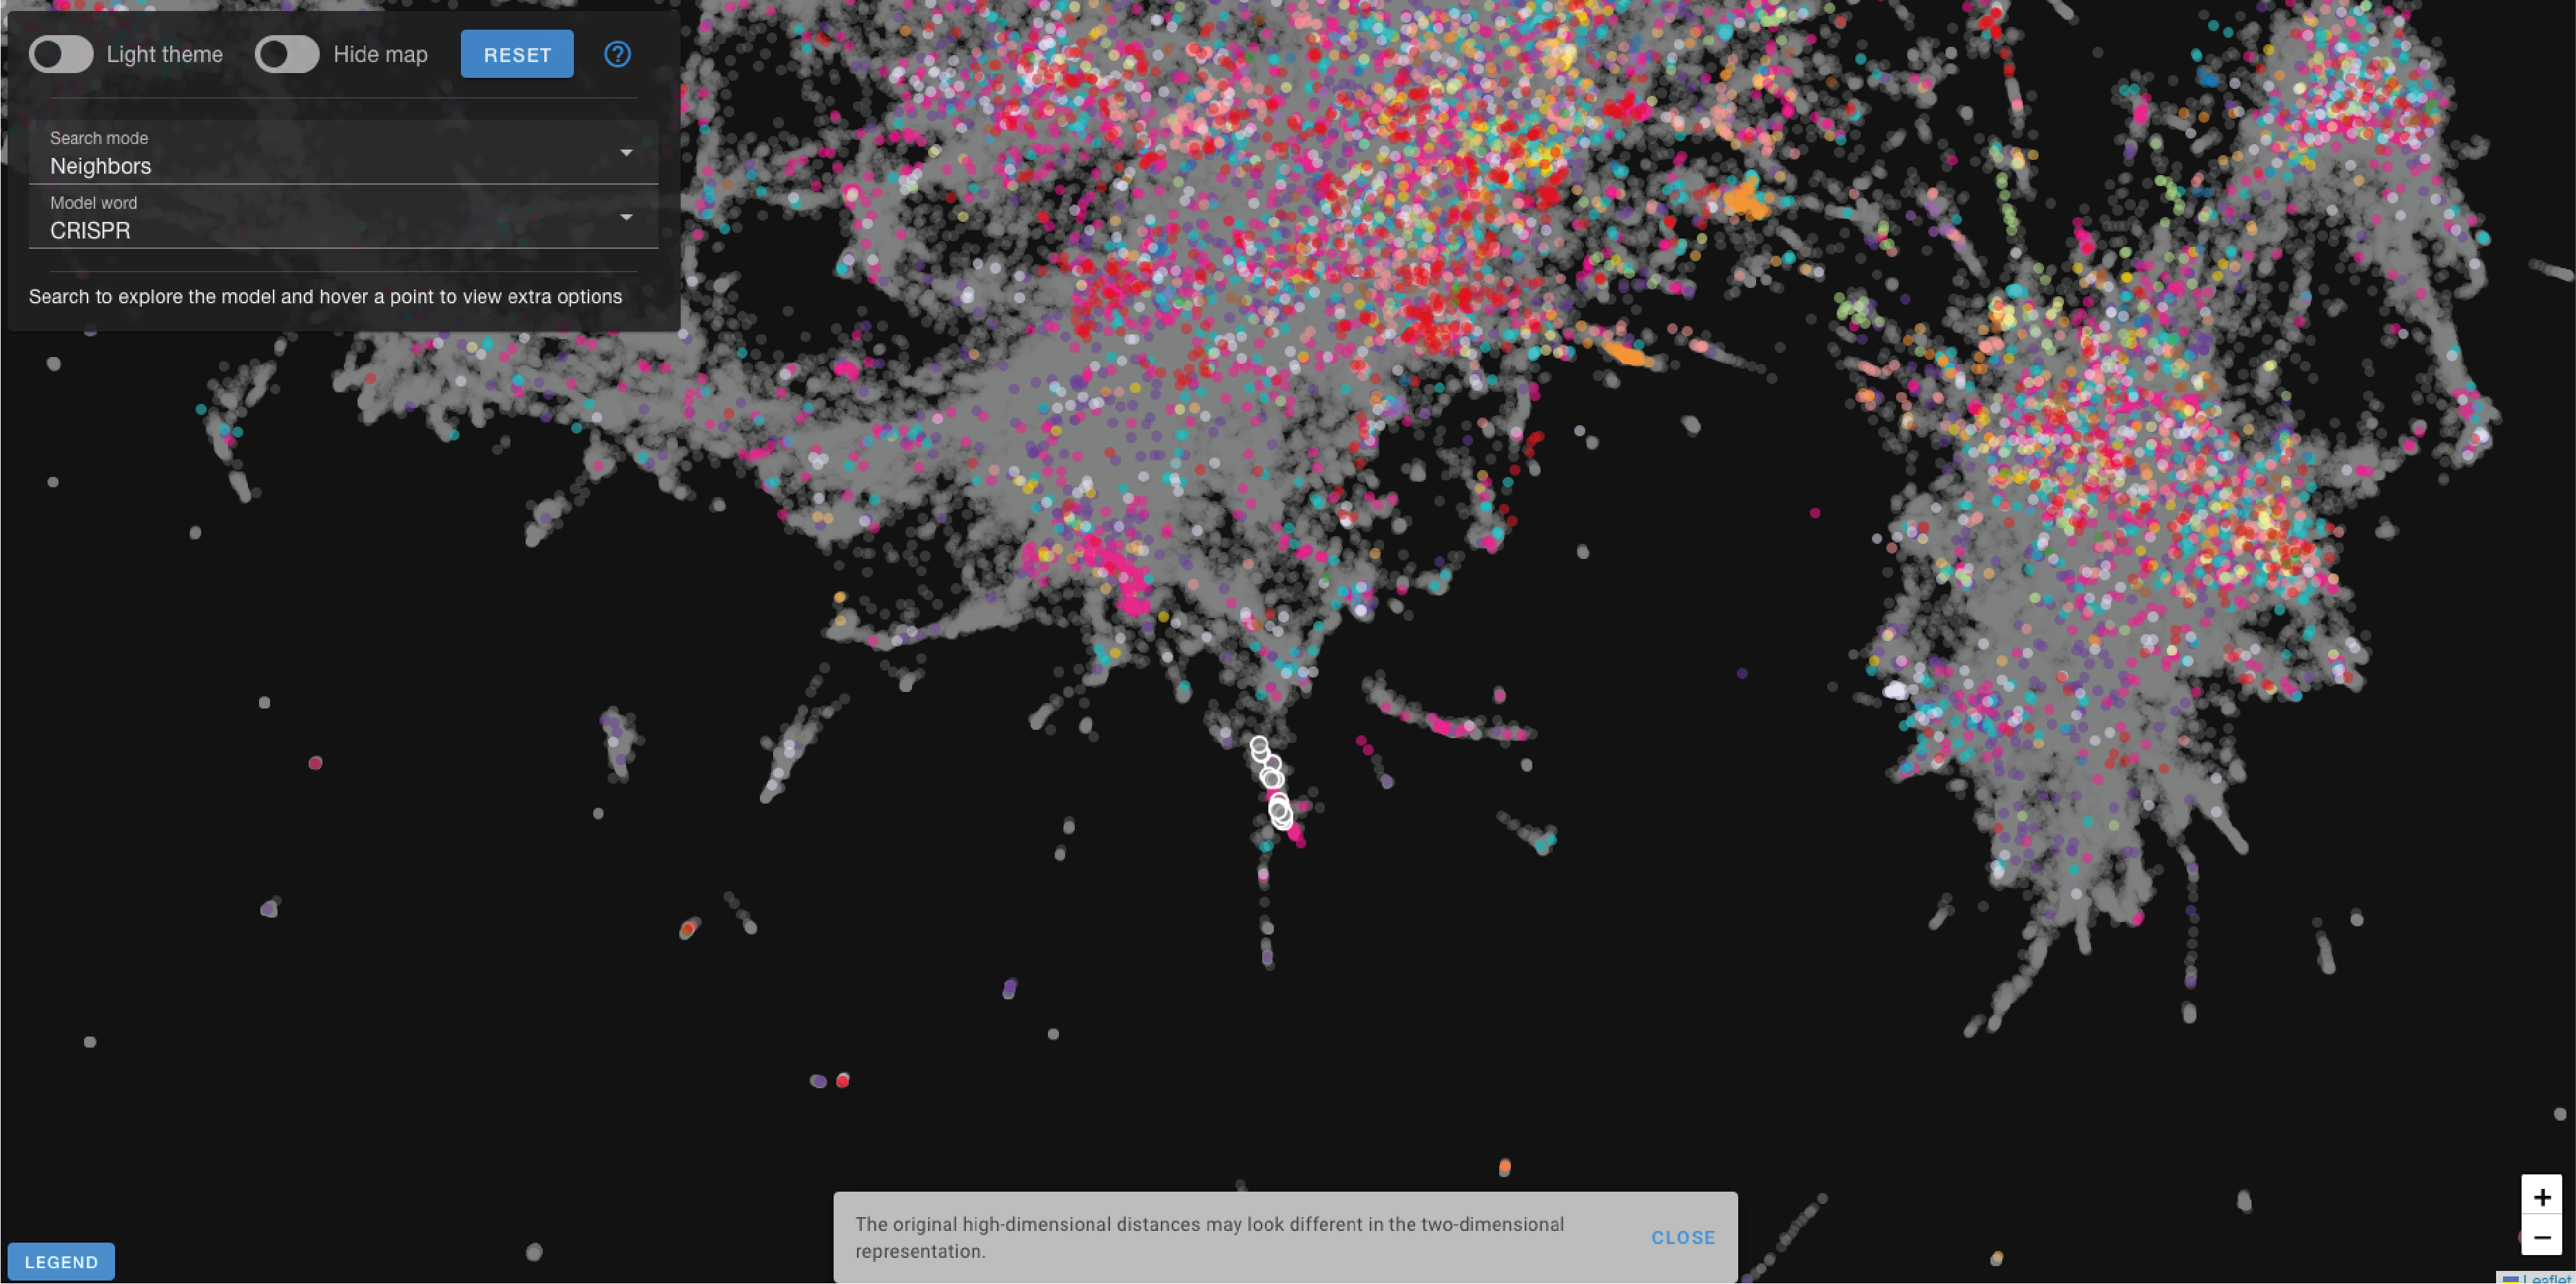 Light theme
Hide map
RESET
?
Search mode
Neighbors
Model word
CRISPR
Search to explore the model and hover a point to view extra options
The original high-dimensional distances may look different in the two-dimensional
representation.
CLOSE
LEGEND
+
−
Leaflet